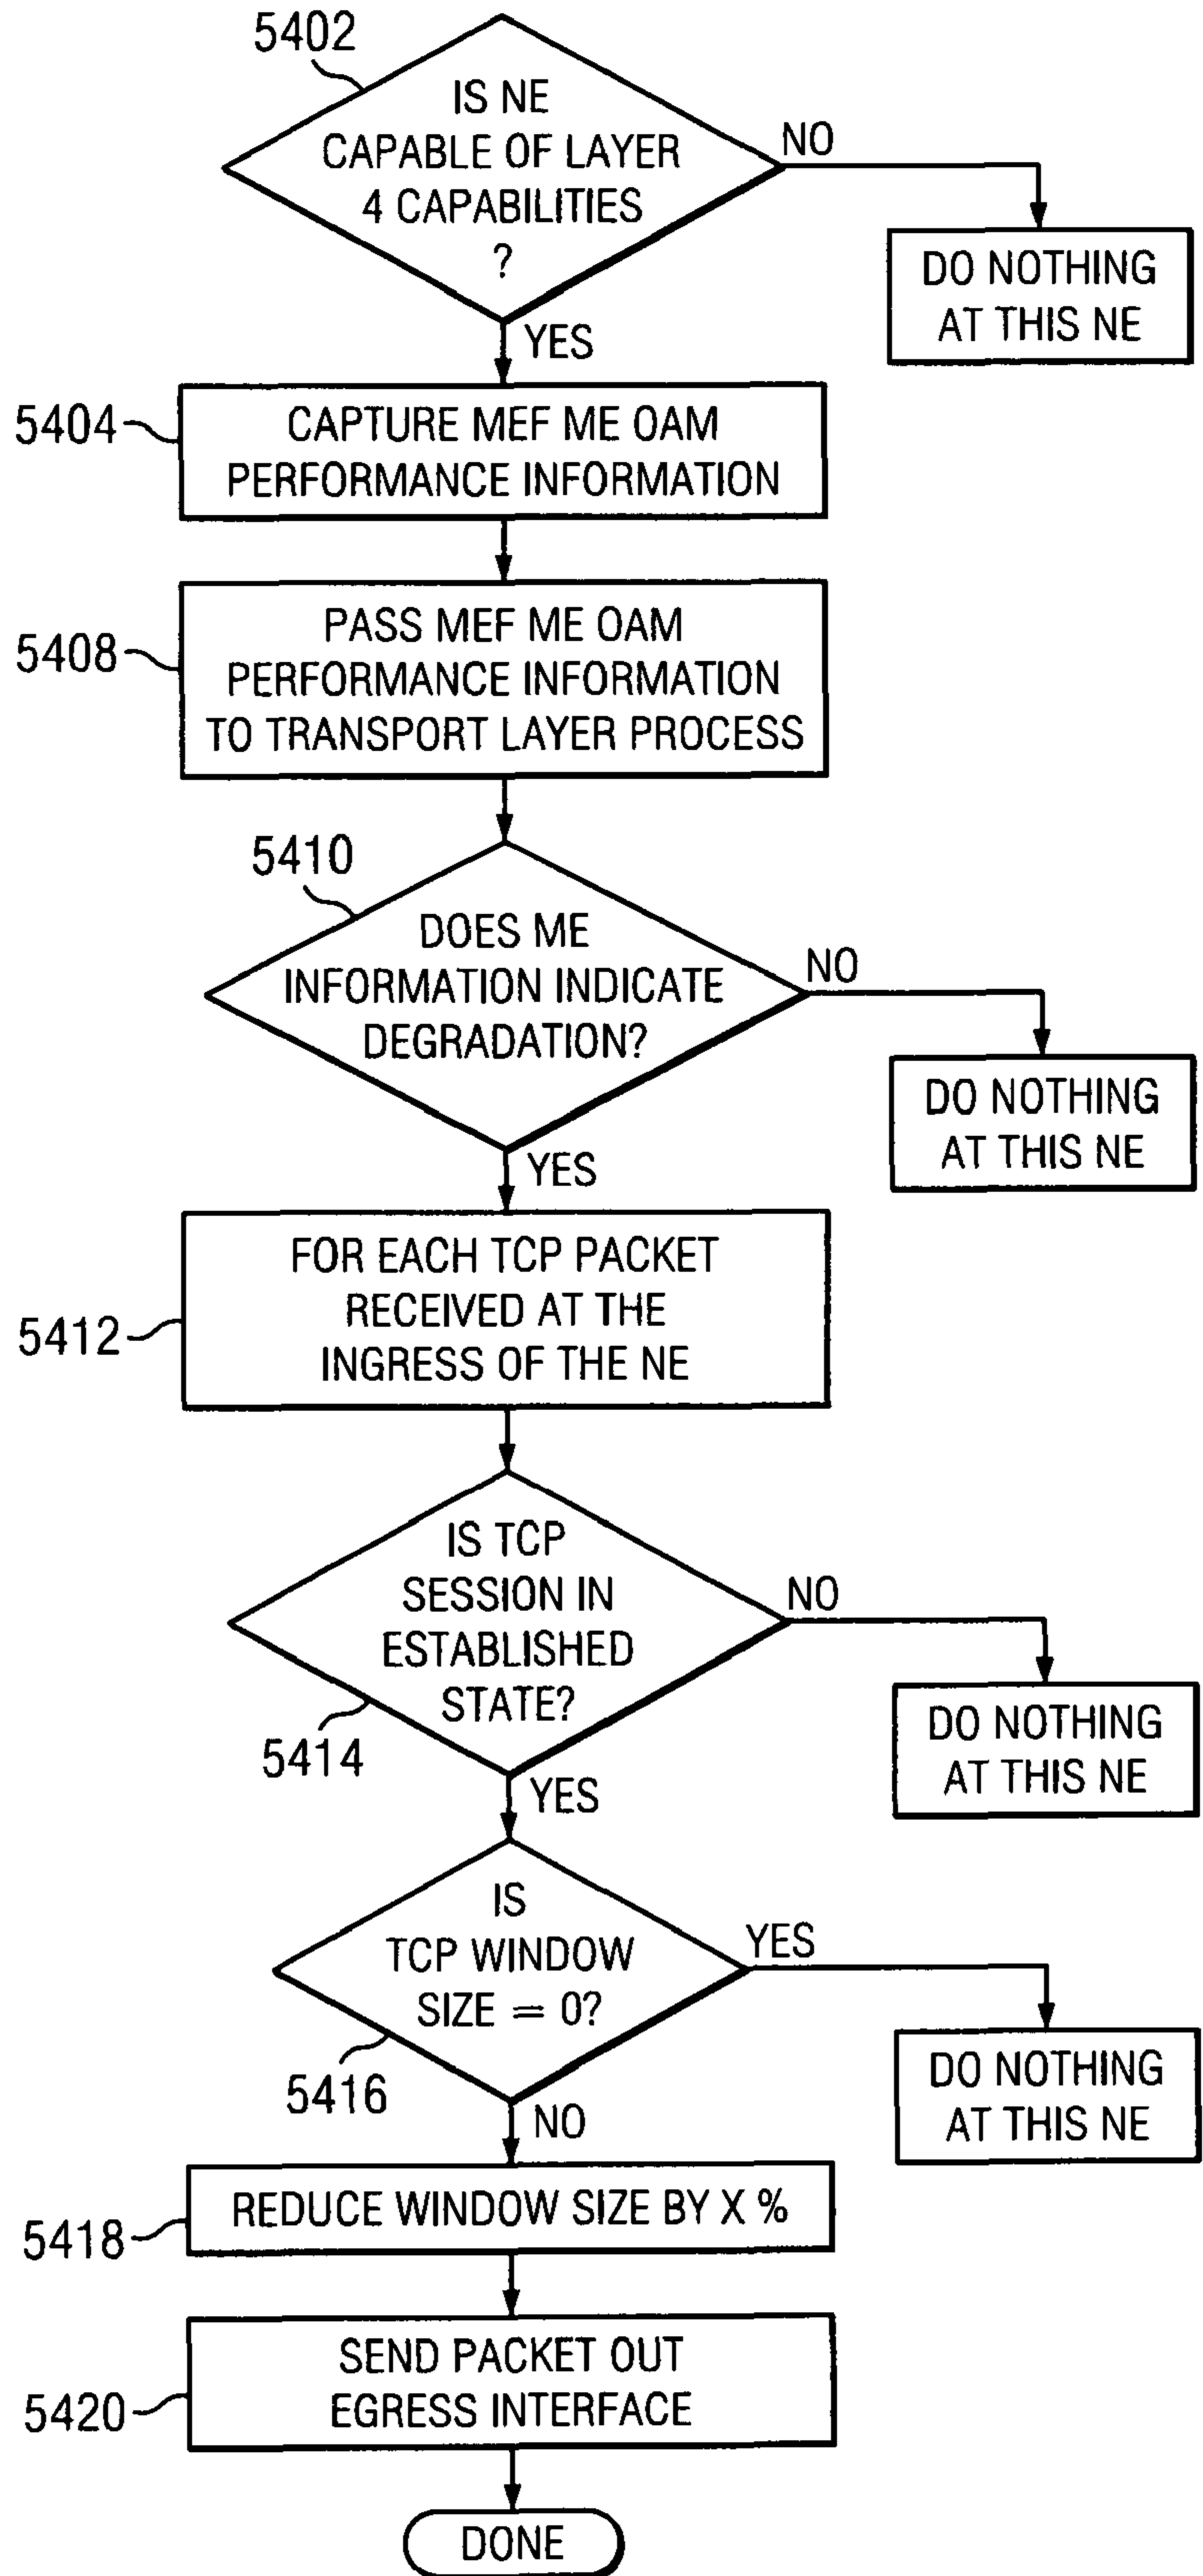 5402
IS NE
CAPABLE OF LAYER
4 CAPABILITIES
?
NO
DO NOTHING
AT THIS NE
YES
5404
CAPTURE MEF ME OAM
PERFORMANCE INFORMATION
5408
PASS MEF ME OAM
PERFORMANCE INFORMATION
TO TRANSPORT LAYER PROCESS
5410
DOES ME
INFORMATION INDICATE
DEGRADATION?
NO
DO NOTHING
AT THIS NE
YES
5412
FOR EACH TCP PACKET
RECEIVED AT THE
INGRESS OF THE NE
IS TCP
SESSION IN
ESTABLISHED
STATE?
5414
NO
DO NOTHING
AT THIS NE
YES
IS
TCP WINDOW
SIZE = 0?
5416
YES
DO NOTHING
AT THIS NE
NO
5418
REDUCE WINDOW SIZE BY X %
5420
SEND PACKET OUT
EGRESS INTERFACE
DONE